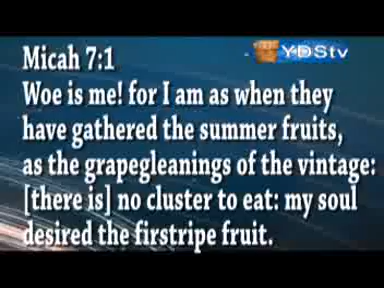 Micah 7:1
YDStv
Woe is me! for I am as when they
have gathered the summer fruits,
as the grapegleanings of the vintage:
[there is] no cluster to eat: my soul
desired the firstripe fruit.